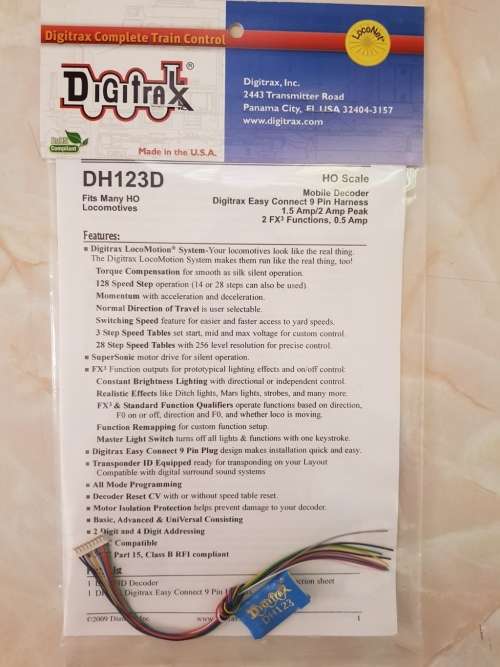 Digitrax Complete Train Control
LocoNet
DIGITRAX®
Digitrax, Inc.
2443 Transmitter Road
Panama City, FL USA 32404-3157
www.digitrax.com
Compliant
Made in the U.S.A.
DH123D
HO Scale
Fits Many HO
Locomotives
Mobile Decoder
Digitrax Easy Connect 9 Pin Harness
1.5 Amp/2 Amp Peak
2 FX³ Functions, 0.5 Amp
Features:
Digitrax LocoMotion® System-Your locomotives look like the real thing.
The Digitrax LocoMotion System makes them run like the real thing, too!
Torque Compensation for smooth as silk silent operation.
128 Speed Step operation (14 or 28 steps can also be used)
Momentum with acceleration and deceleration.
Normal Direction of Travel is user selectable.
Switching Speed feature for easier and faster access to yard speeds.
3 Step Speed Tables set start, mid and max voltage for custom control.
28 Speed Tables with 256 level resolution for precise control.
SuperSonic motor drive for silent operation.
FX³ Function outputs for prototypical lighting effects and on/off control:
Constant Brightness Lighting with directional or independent control.
Realistic Effects like Ditch lights, Mars lights, strobes, and many more.
FX³ & Standard Function Qualifiers operate functions based on direction,
F0 on or off, direction and F0, and whether loco is moving.
Function Remapping for custom function setup.
Master Light Switch turns off all lights & functions with one keystroke.
Digitrax Easy Connect 9 Pin Plug design makes installation quick and easy.
Transponder ID Equipped ready for transponding on your Layout
Compatible with digital surround sound systems
All Mode Programming
Decoder Reset CV with or without speed table reset.
Motor Isolation Protection helps prevent damage to your decoder.
Basic, Advanced & UniVersal Consisting
2 Digit and 4 Digit Addressing
Compatible
Part 15, Class B RFI compliant
1 Decoder
1 Digitrax Easy Connect 9 Pin
sheet
©2009 Inc.
www
1
DIGITRAX
DH123